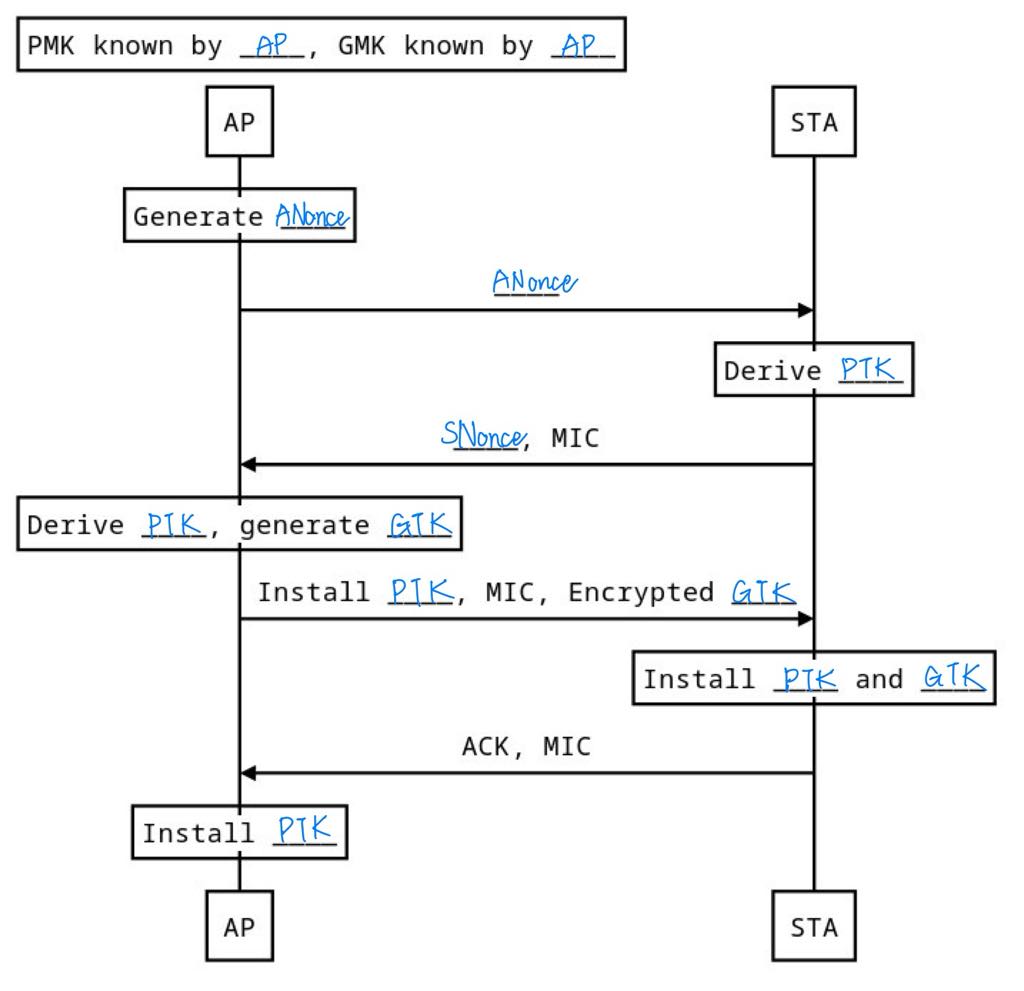 PMK known by AP, GMK known by AP
AP
STA
Generate ANonce
ANonce
Derive PTK
SNonce, MIC
Derive PTK, generate GTK
Install PTK, MIC, Encrypted GTK
Install PTK and GTK
ACK, MIC
Install PTK
AP
STA